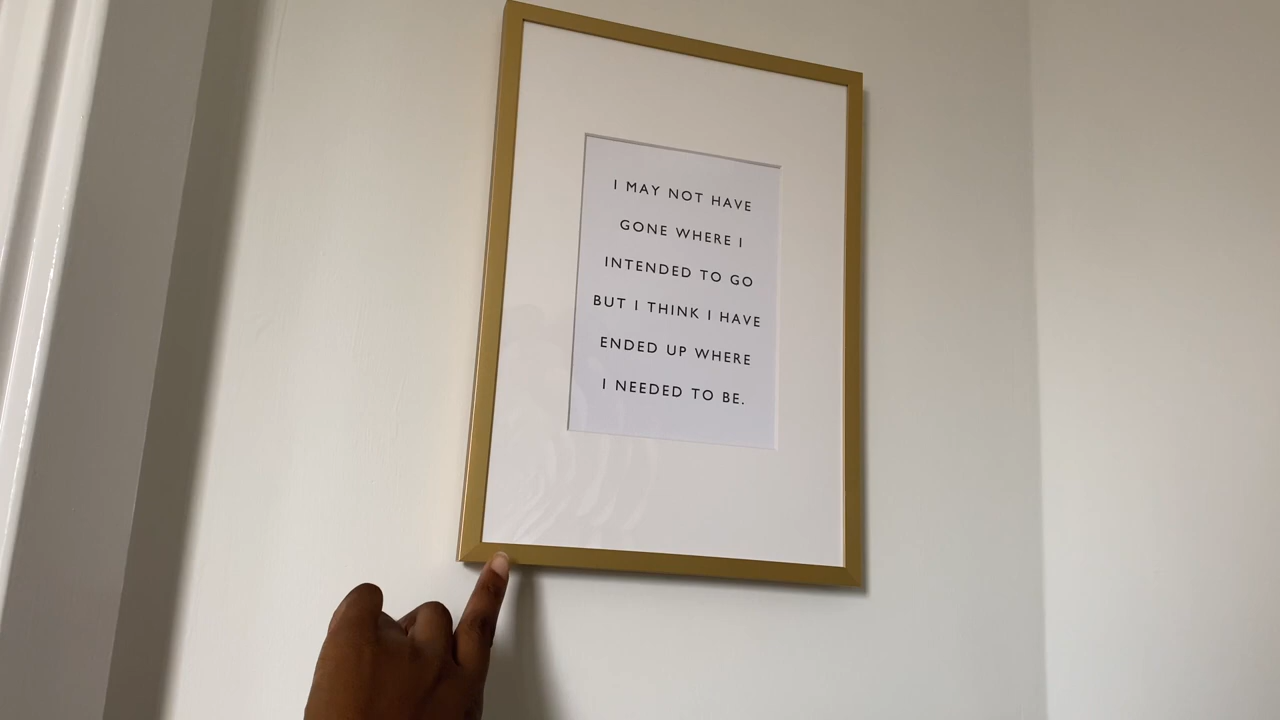 I MAY NOT HAVE
GONE WHERE I
INTENDED TO GO
BUT I THINK I HAVE
ENDED UP WHERE
I NEEDED TO BE.